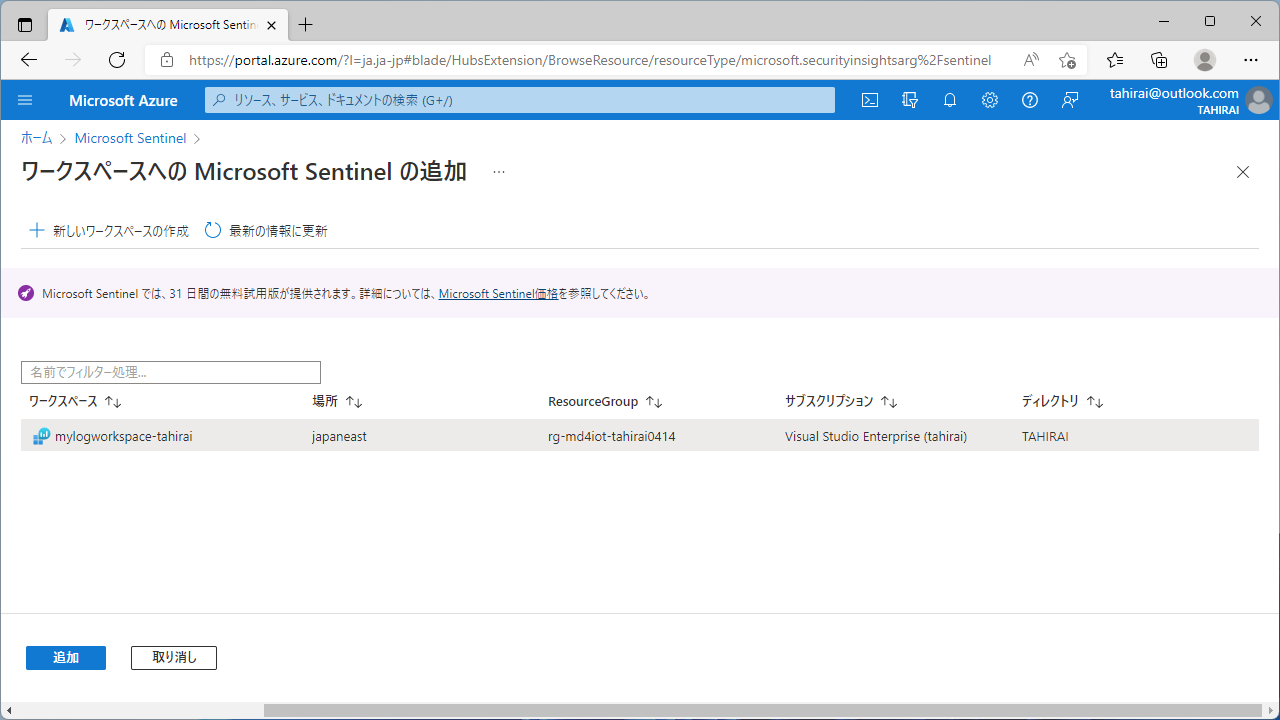 ワークスペースへの Microsoft Sentin
https://portal.azure.com/?l=ja.ja-jp#blade/HubsExtension/BrowseResource/resourceType/microsoft.securityinsightsarg%2Fsentinel
Microsoft Azure
リソース、サービス、ドキュメントの検索 (G+/)
tahirai@outlook.com
TAHIRAI
ホーム > Microsoft Sentinel >
ワークスペースへの Microsoft Sentinel の追加 …
新しいワークスペースの作成 最新の情報に更新
Microsoft Sentinel では、31 日間の無料試用版が提供されます。詳細については、Microsoft Sentinel価格を参照してください。
名前でフィルター処理...
ワークスペース ↑↓ 場所 ↑↓ ResourceGroup ↑↓ サブスクリプション ↑↓ ディレクトリ ↑↓
mylogworkspace-tahirai japaneast rg-md4iot-tahirai0414 Visual Studio Enterprise (tahirai) TAHIRAI
追加 取り消し